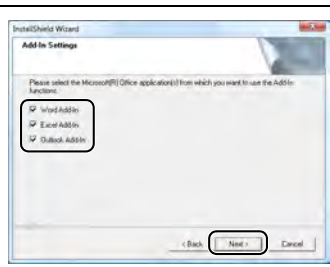 InstallShield Wizard
Add-In Settings
Please select the Microsoft(R) Office application(s) from which you want to use the Add-In
functions.
Word Add-In
Excel Add-In
Outlook Add-In
< Back
Next >
Cancel